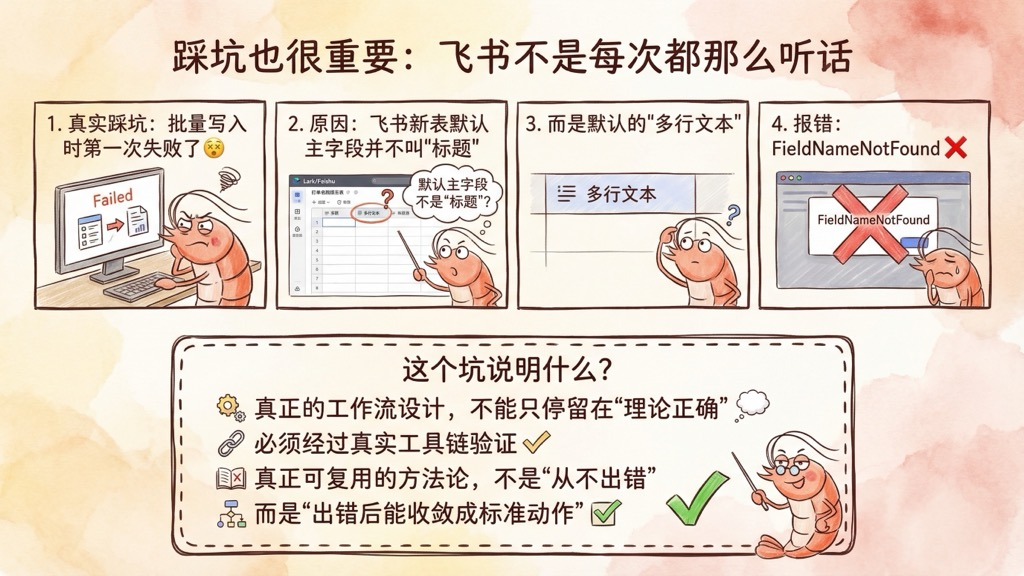 踩坑也很重要：飞书不是每次都那么听话
1. 真实踩坑：批量写入
时第一次失败了
Failed
2. 原因：飞书新表默认
主字段并不叫“标题”
Lark/Feishu
多行文本
默认主字段
不是“标题”？
3. 而是默认的“多行文本”
多行文本
4. 报错：
FieldNameNotFound
FieldNameNotFound
这个坑说明什么？
真正的工作流设计，不能只停留在“理论正确”
必须经过真实工具链验证
真正可复用的方法论，不是“从不出错”
而是“出错后能收敛成标准动作”